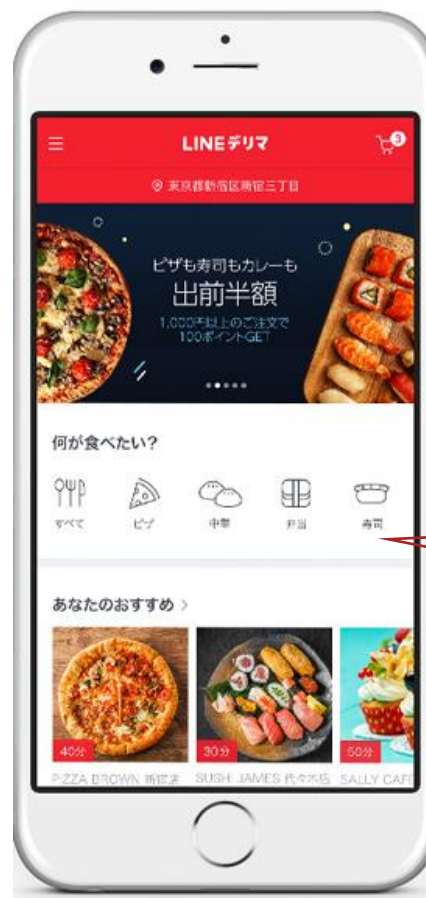 LINEデリマ
3
東京都新宿区新宿三丁目
ピザも寿司もカレーも
出前半額
1,000円以上のご注文で
100ポイントGET
何が食べたい?
すべて ピザ 中華 弁当 寿司
あなたのおすすめ >
40分 30分 60分
PIZZA BROWN 新宿店 SUSHI JAMES 代々木店 SALLY CAFE